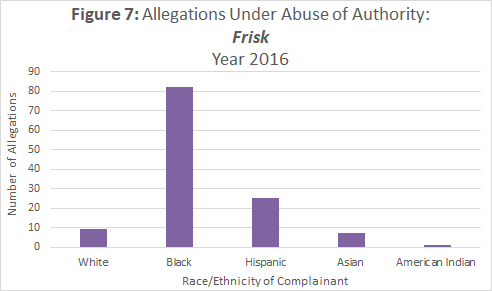 Figure 7: Allegations Under Abuse of Authority:
Frisk
Year 2016
Number of Allegations
90
80
70
60
50
40
30
20
10
0
White Black Hispanic Asian American Indian
Race/Ethnicity of Complainant